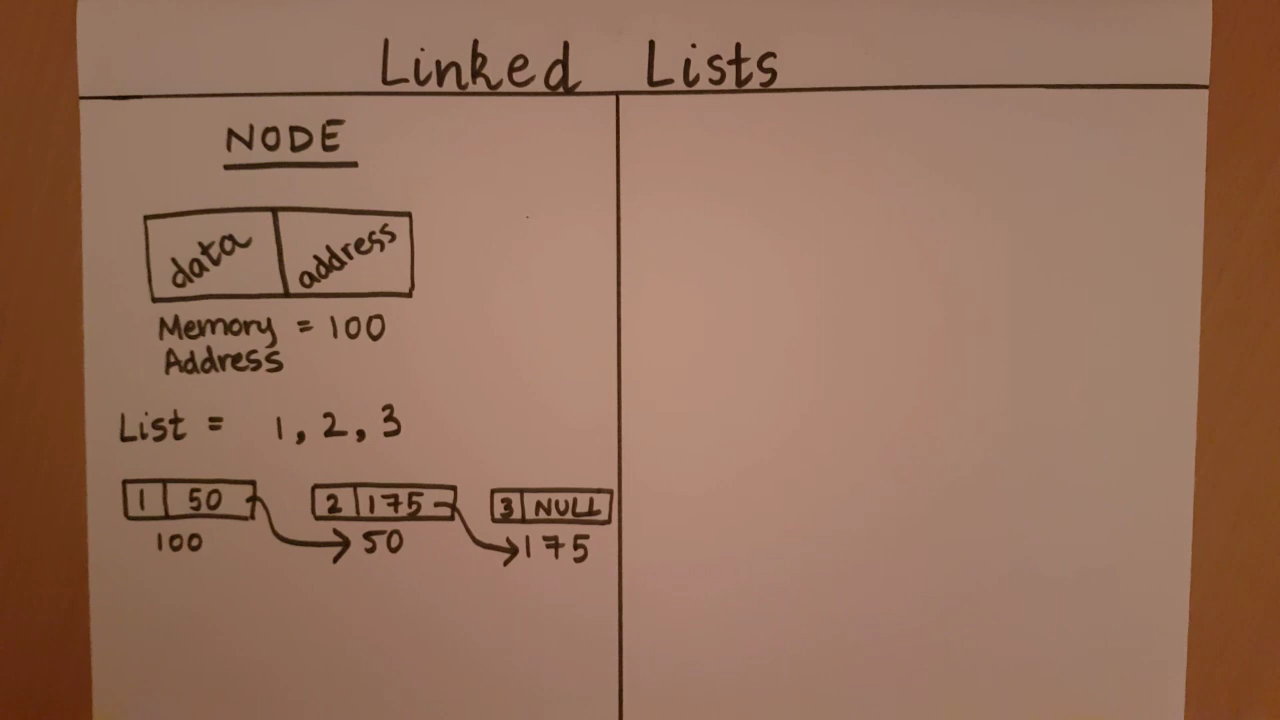 Linked Lists
NODE
data address
Memory = 100
Address
List = 1, 2, 3
1 50 2 175 3 NULL
100 50 175